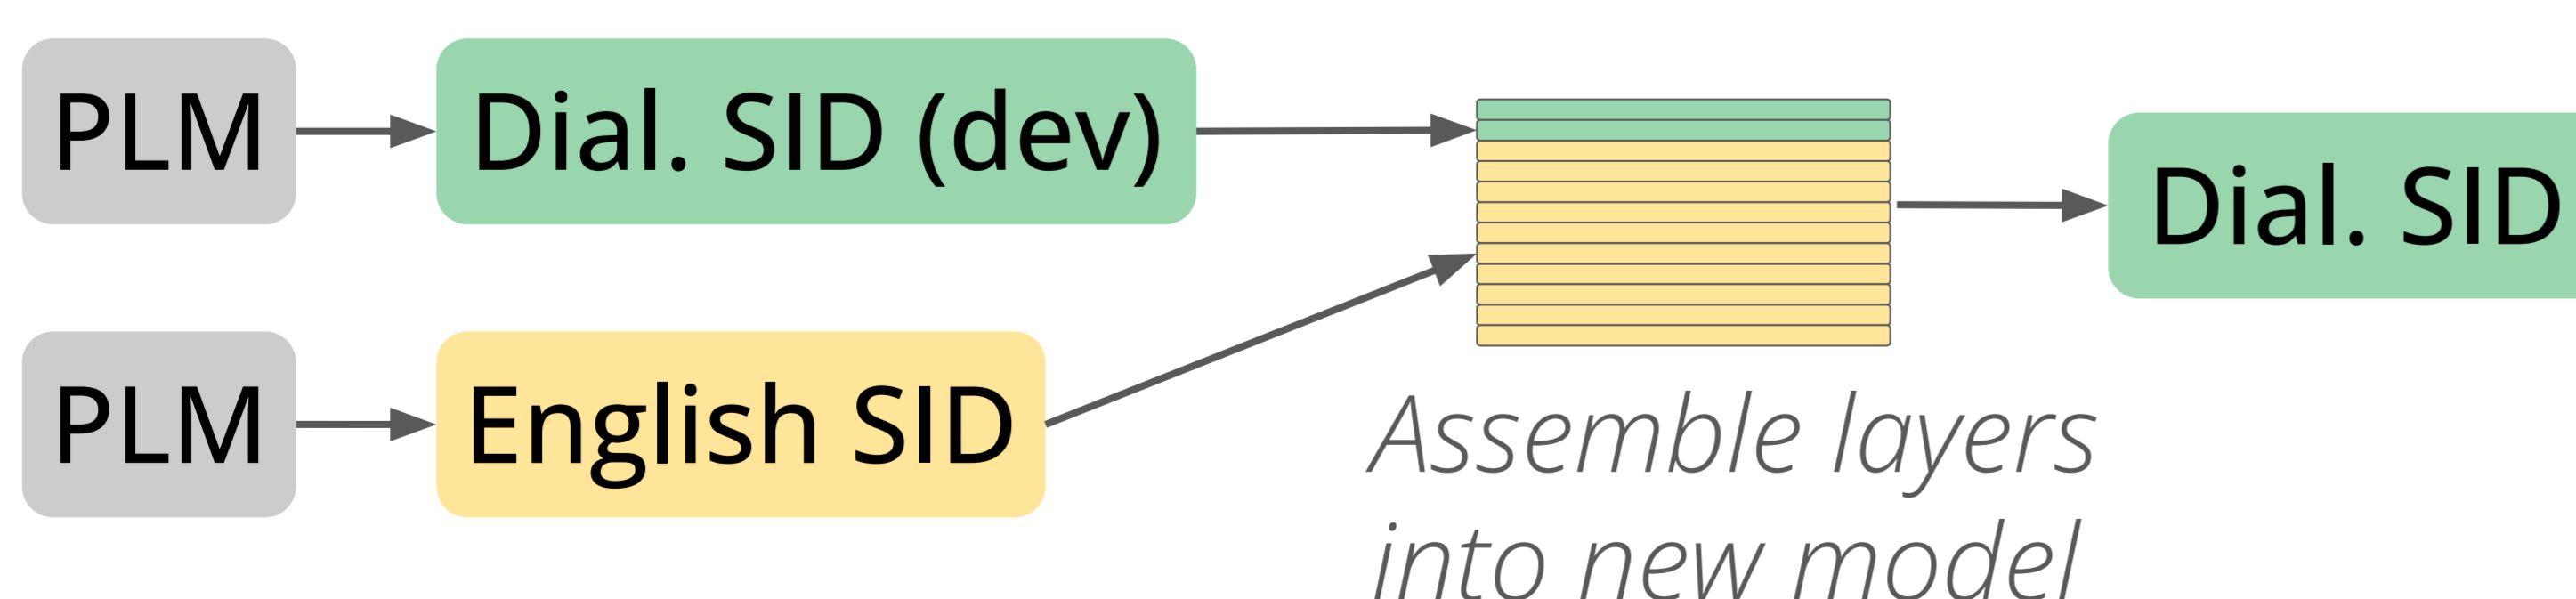 PLM
Dial. SID (dev)
Dial. SID
PLM
English SID
Assemble layers
into new model